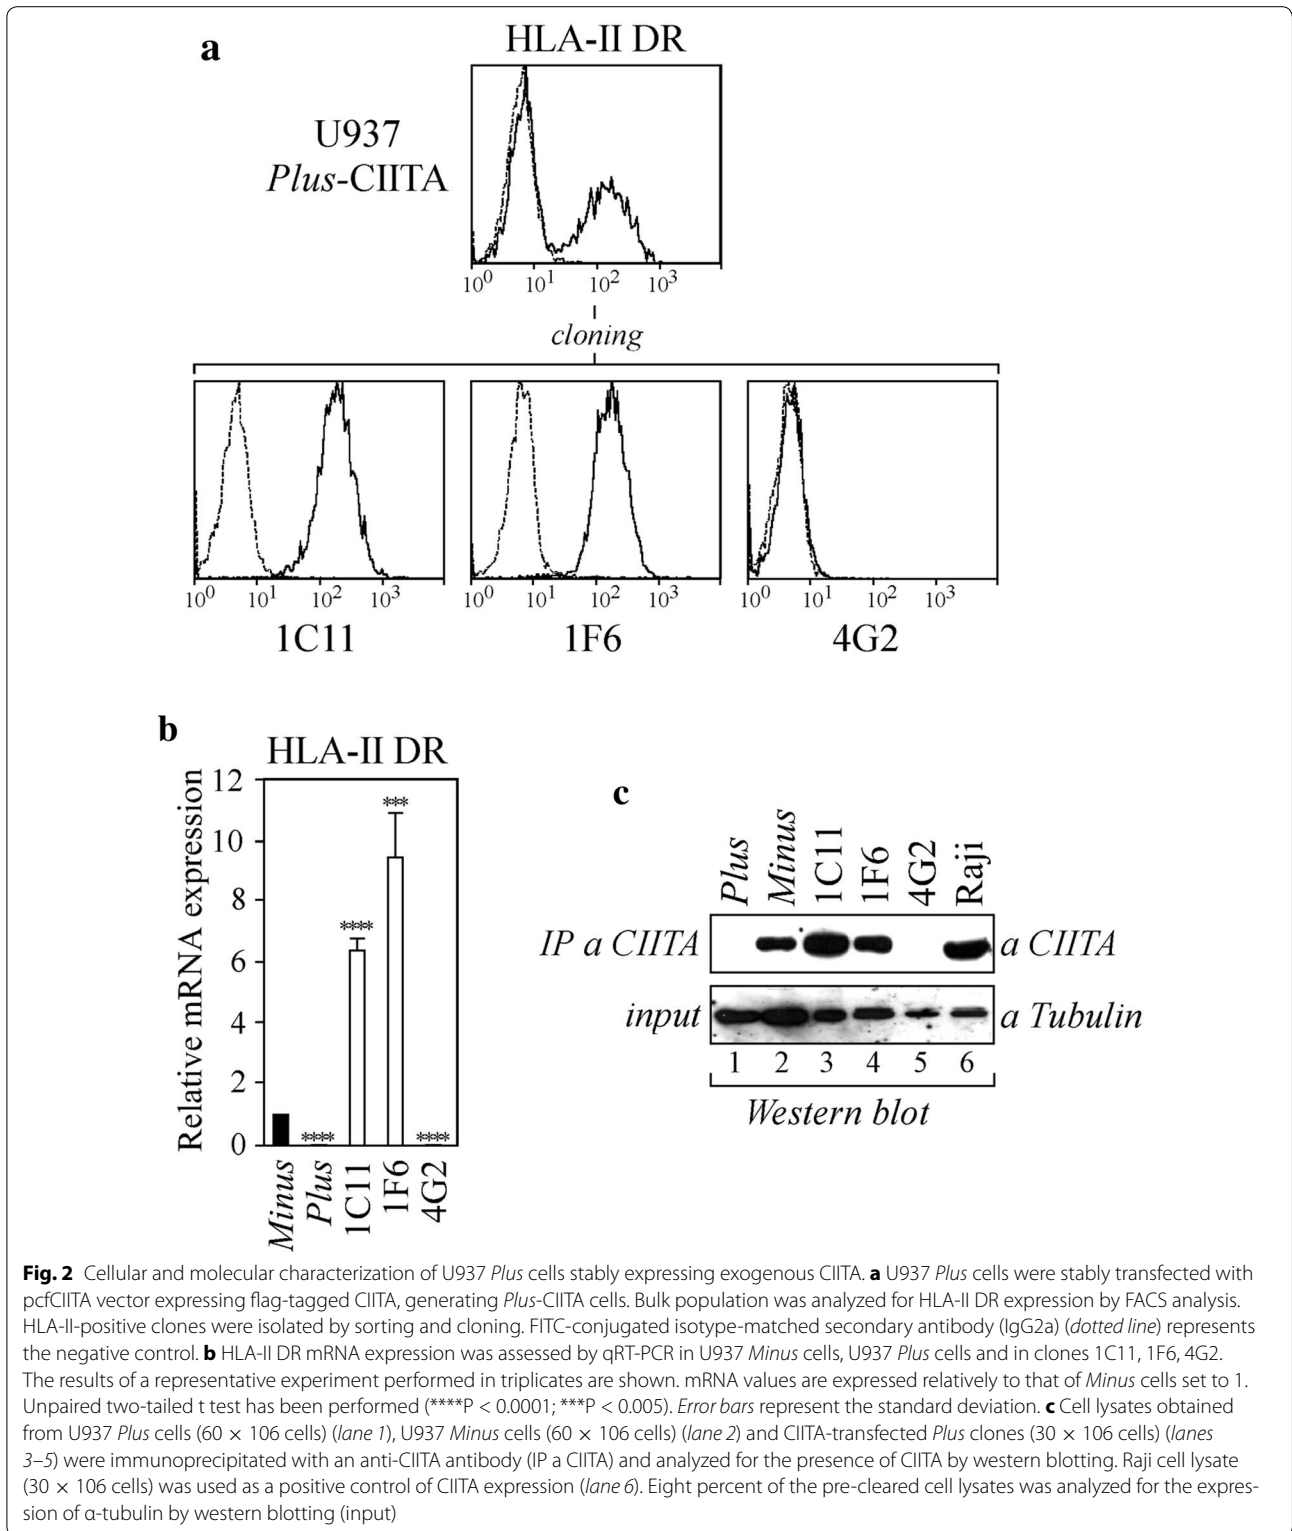 a
HLA-II DR
U937
Plus-CIITA
10⁰ 10¹ 10² 10³
cloning
10⁰ 10¹ 10² 10³ 10⁰ 10¹ 10² 10³ 10⁰ 10¹ 10² 10³
1C11 1F6 4G2
b
HLA-II DR
Relative mRNA expression
12
10
8
6
4
2
0
**** **** *** ****
Minus Plus 1C11 1F6 4G2
c
Plus Minus 1C11 1F6 4G2 Raji
IP a CIITA a CIITA
input a Tubulin
1 2 3 4 5 6
Western blot
Fig. 2 Cellular and molecular characterization of U937 Plus cells stably expressing exogenous CIITA. a U937 Plus cells were stably transfected with
pcfCIITA vector expressing flag-tagged CIITA, generating Plus-CIITA cells. Bulk population was analyzed for HLA-II DR expression by FACS analysis.
HLA-II-positive clones were isolated by sorting and cloning. FITC-conjugated isotype-matched secondary antibody (IgG2a) (dotted line) represents
the negative control. b HLA-II DR mRNA expression was assessed by qRT-PCR in U937 Minus cells, U937 Plus cells and in clones 1C11, 1F6, 4G2.
The results of a representative experiment performed in triplicates are shown. mRNA values are expressed relatively to that of Minus cells set to 1.
Unpaired two-tailed t test has been performed (****P < 0.0001; ***P < 0.005). Error bars represent the standard deviation. c Cell lysates obtained
from U937 Plus cells (60 × 106 cells) (lane 1), U937 Minus cells (60 × 106 cells) (lane 2) and CIITA-transfected Plus clones (30 × 106 cells) (lanes
3–5) were immunoprecipitated with an anti-CIITA antibody (IP a CIITA) and analyzed for the presence of CIITA by western blotting. Raji cell lysate
(30 × 106 cells) was used as a positive control of CIITA expression (lane 6). Eight percent of the pre-cleared cell lysates was analyzed for the expres-
sion of α-tubulin by western blotting (input)